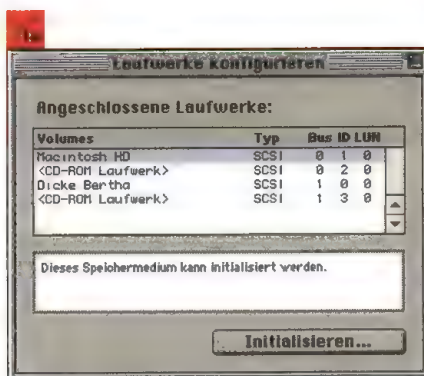 Laufwerke konfigurieren
Angeschlossene Laufwerke:
Volumes Typ Bus ID LUN
Macintosh HD SCSI 0 1 0
<CD-ROM Laufwerk> SCSI 0 2 0
Dicke Bertha SCSI 1 0 0
<CD-ROM Laufwerk> SCSI 1 3 0
Dieses Speichermedium kann initialisiert werden.
Initialisieren...